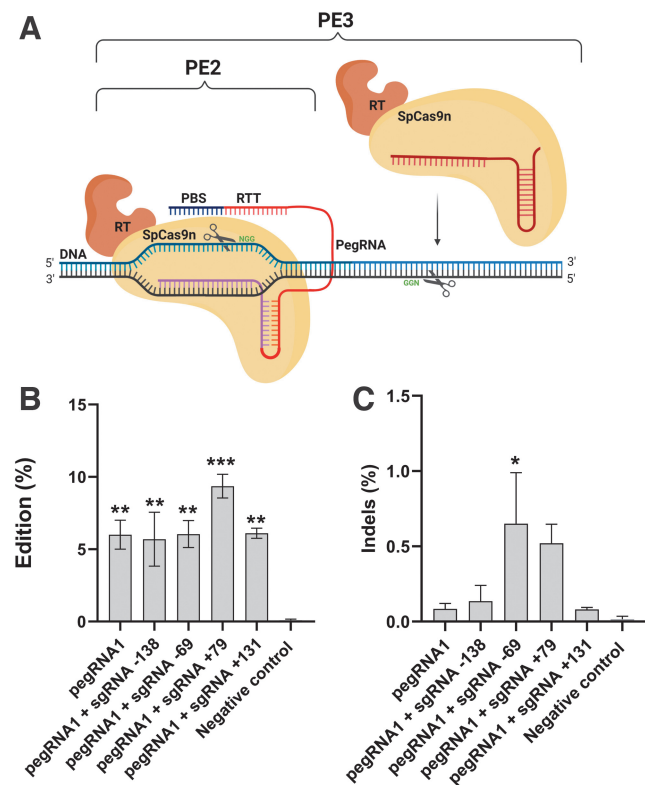 A
PE3
PE2
RT
SpCas9n
PBS RTT
RT
SpCas9n
NGG
PegRNA
DNA
5' 3'
3' 5'
GGN
B
15
10
5
0
Edition (%)
** ** ** *** **
pegRNA1
pegRNA1 + sgRNA -138
pegRNA1 + sgRNA -69
pegRNA1 + sgRNA +79
pegRNA1 + sgRNA +131
Negative control
C
1.5
1.0
0.5
0.0
Indels (%)
*
pegRNA1
pegRNA1 + sgRNA -138
pegRNA1 + sgRNA -69
pegRNA1 + sgRNA +79
pegRNA1 + sgRNA +131
Negative control